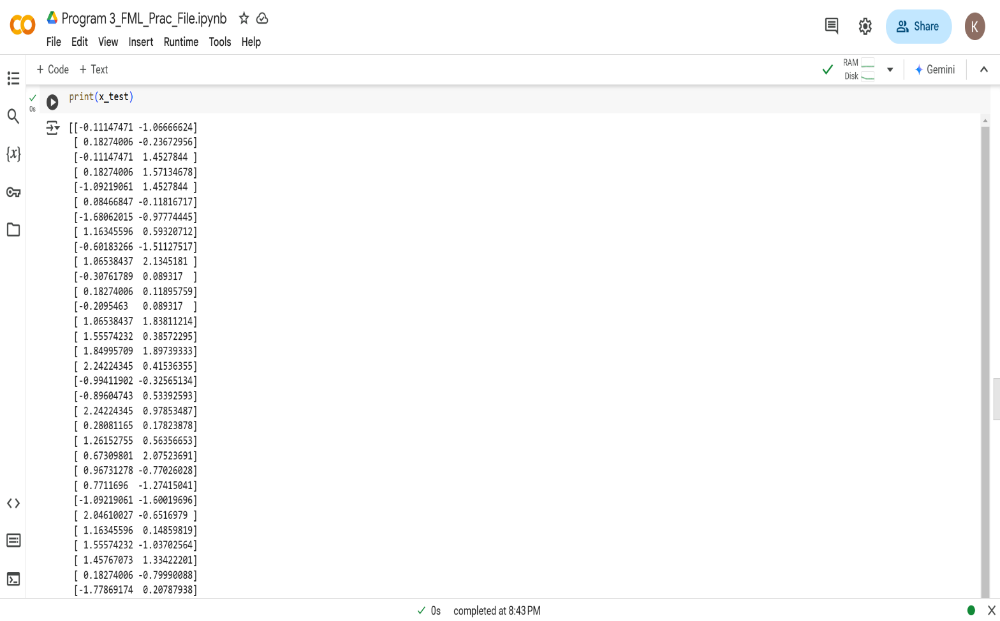 Program 3_FML_Prac_File.ipynb
File Edit View Insert Runtime Tools Help
Share
K
+ Code + Text
RAM
Disk
Gemini
0s
print(x_test)
[[-0.11147471 -1.06666624]
 [ 0.18274006 -0.23672956]
 [-0.11147471  1.4527844 ]
 [ 0.18274006  1.57134678]
 [-1.09219061  1.4527844 ]
 [ 0.08466847 -0.11816717]
 [-1.68062015 -0.97774445]
 [ 1.16345596  0.59320712]
 [-0.60183266 -1.51127517]
 [ 1.06538437  2.1345181 ]
 [-0.30761789  0.089317  ]
 [ 0.18274006  0.11895759]
 [-0.2095463   0.089317  ]
 [ 1.06538437  1.83811214]
 [ 1.55574232  0.38572295]
 [ 1.84995709  1.89739333]
 [ 2.24224345  0.41536355]
 [-0.99411902 -0.32565134]
 [-0.89604743  0.53392593]
 [ 2.24224345  0.97853487]
 [ 0.28081165  0.17823878]
 [ 1.26152755  0.56356653]
 [ 0.67309801  2.07523691]
 [ 0.96731278 -0.77026028]
 [ 0.7711696  -1.27415041]
 [-1.09219061 -1.60019696]
 [ 2.04610027 -0.6516979 ]
 [ 1.16345596  0.14859819]
 [ 1.55574232 -1.03702564]
 [ 1.45767073  1.33422201]
 [ 0.18274006 -0.79990088]
 [-1.77869174  0.20787938]
0s completed at 8:43 PM